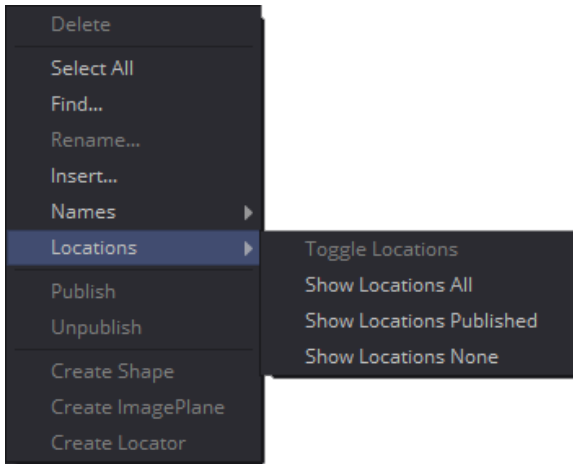 Delete
Select All
Find...
Rename...
Insert...
Names
Locations
Toggle Locations
Show Locations All
Show Locations Published
Show Locations None
Publish
Unpublish
Create Shape
Create ImagePlane
Create Locator